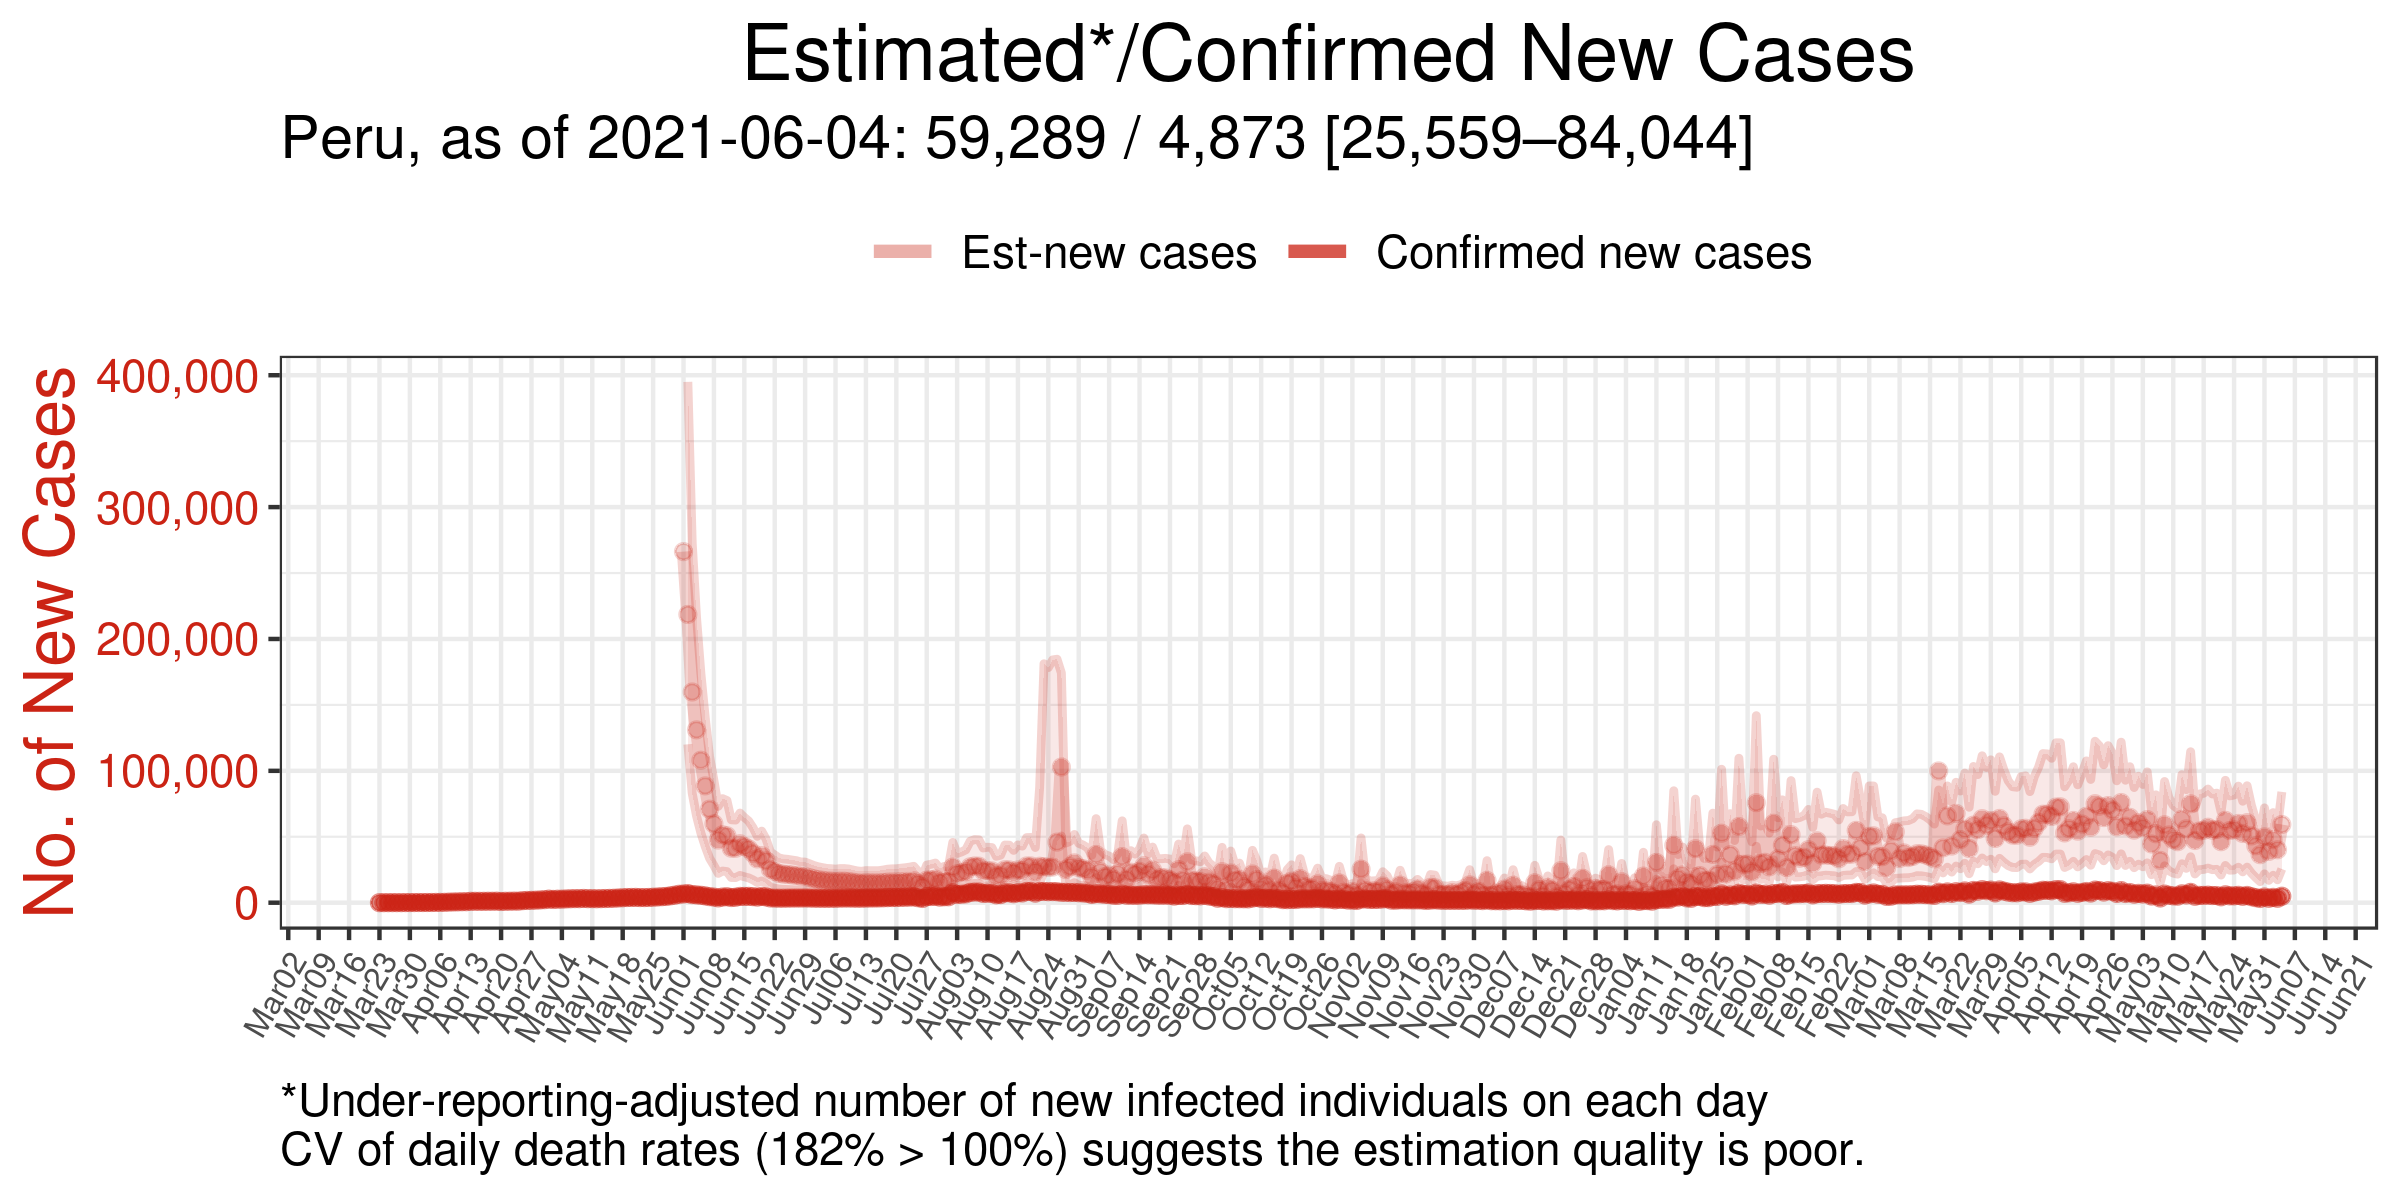 Estimated*/Confirmed New Cases
Peru, as of 2021-06-04: 59,289 / 4,873 [25,559–84,044]
Est-new cases
Confirmed new cases
No. of New Cases
400,000
300,000
200,000
100,000
0
Mar02
Mar09
Mar16
Mar23
Mar30
Apr06
Apr13
Apr20
Apr27
May04
May11
May18
May25
Jun01
Jun08
Jun15
Jun22
Jun29
Jul06
Jul13
Jul20
Jul27
Aug03
Aug10
Aug17
Aug24
Aug31
Sep07
Sep14
Sep21
Sep28
Oct05
Oct12
Oct19
Oct26
Nov02
Nov09
Nov16
Nov23
Nov30
Dec07
Dec14
Dec21
Dec28
Jan04
Jan11
Jan18
Jan25
Feb01
Feb08
Feb15
Feb22
Mar01
Mar08
Mar15
Mar22
Mar29
Apr05
Apr12
Apr19
Apr26
May03
May10
May17
May24
May31
Jun07
Jun14
Jun21
*Under-reporting-adjusted number of new infected individuals on each day
CV of daily death rates (182% > 100%) suggests the estimation quality is poor.